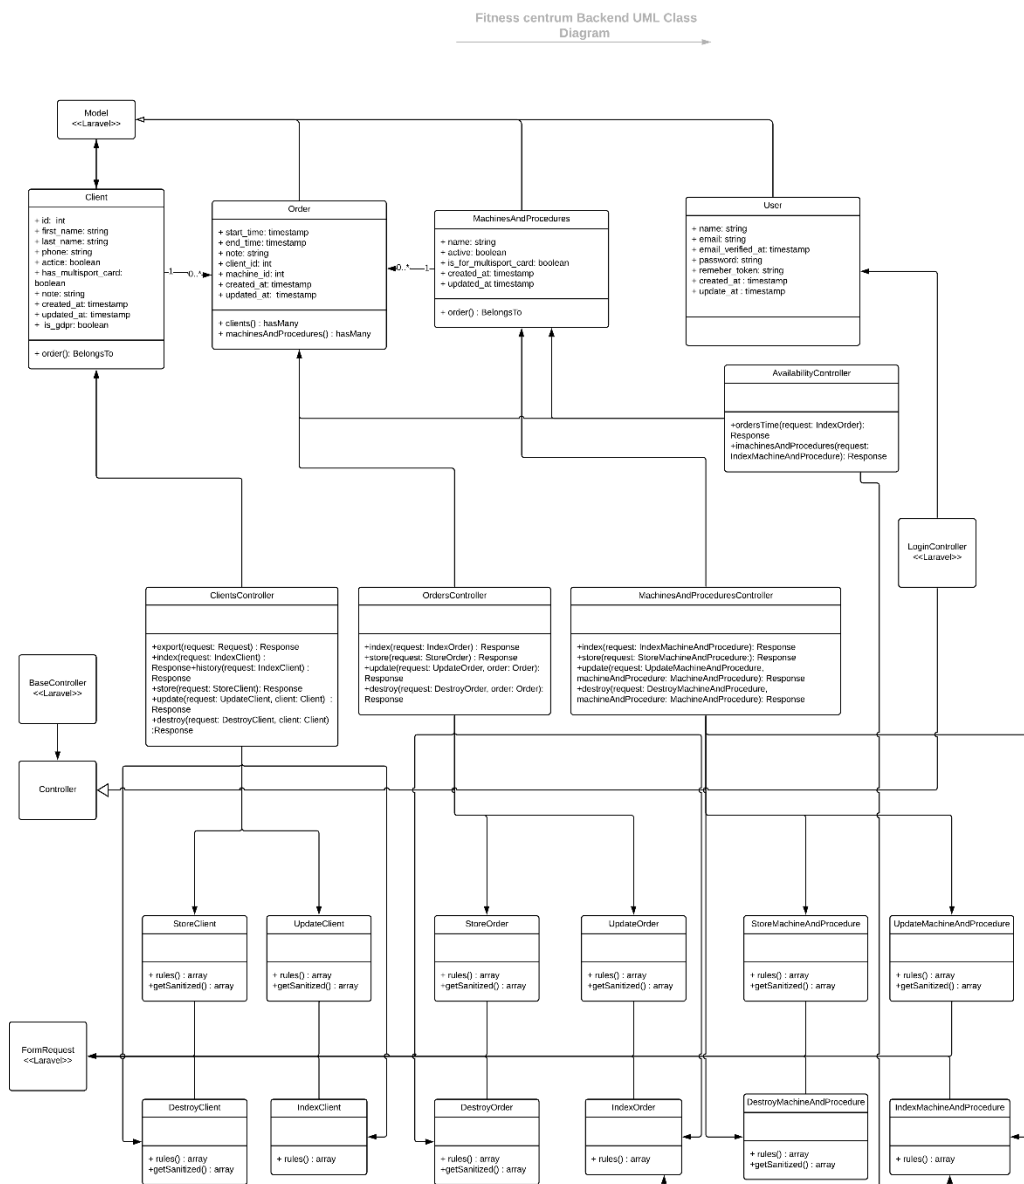 Fitness centrum Backend UML Class
Diagram
Model
<<Laravel>>
Client
+ id:  int
+ first_name: string
+ last_name: string
+ phone: string
+ actice: boolean
+ has_multisport_card:
boolean
+ note: string
+ created_at: timestamp
+ updated_at: timestamp
+ is_gdpr: boolean
+ order(): BelongsTo
1
0..*
Order
+ start_time: timestamp
+ end_time: timestamp
+ note: string
+ client_id: int
+ machine_id: int
+ created_at: timestamp
+ updated_at:  timestamp
+ clients() : hasMany
+ machinesAndProcedures() : hasMany
0..*
1
MachinesAndProcedures
+ name: string
+ active: boolean
+ is_for_multisport_card: boolean
+ created_at: timestamp
+ updated_at: timestamp
+ order() : BelongsTo
User
+ name: string
+ email: string
+ email_verified_at: timestamp
+ password: string
+ remeher_token: string
+ created_at : timestamp
+ update_at : timestamp
AvailabilityController
+ordersTime(request: IndexOrder):
Response
+imachinesAndProcedures(request:
IndexMachineAndProcedure): Response
LoginController
<<Laravel>>
ClientsController
+export(request: Request) : Response
+index(request: IndexClient) :
Response+history(request: IndexClient) :
Response
+store(request: StoreClient): Response
+update(request: UpdateClient, client: Client)  :
Response
+destroy(request: DestroyClient, client: Client)
:Response
OrdersController
+index(request: IndexOrder) : Response
+store(request: StoreOrder) : Response
+update(request: UpdateOrder, order: Order):
Response
+destroy(request: DestroyOrder, order: Order):
Response
MachinesAndProceduresController
+index(request: IndexMachineAndProcedure): Response
+store(request: StoreMachineAndProcedure:): Response
+update(request: UpdateMachineAndProcedure,
machineAndProcedure: MachineAndProcedure): Response
+destroy(request: DestroyMachineAndProcedure,
machineAndProcedure: MachineAndProcedure): Response
BaseController
<<Laravel>>
Controller
StoreClient
+ rules() : array
+getSanitized() : array
UpdateClient
+ rules() : array
+getSanitized() : array
StoreOrder
+ rules() : array
+getSanitized() : array
UpdateOrder
+ rules() : array
+getSanitized() : array
StoreMachineAndProcedure
+ rules() : array
+getSanitized() : array
UpdateMachineAndProcedure
+ rules() : array
+getSanitized() : array
FormRequest
<<Laravel>>
DestroyClient
+ rules() : array
+getSanitized() : array
IndexClient
+ rules() : array
DestroyOrder
+ rules() : array
+getSanitized() : array
IndexOrder
+ rules() : array
DestroyMachineAndProcedure
+ rules() : array
+getSanitized() : array
IndexMachineAndProcedure
+ rules() : array